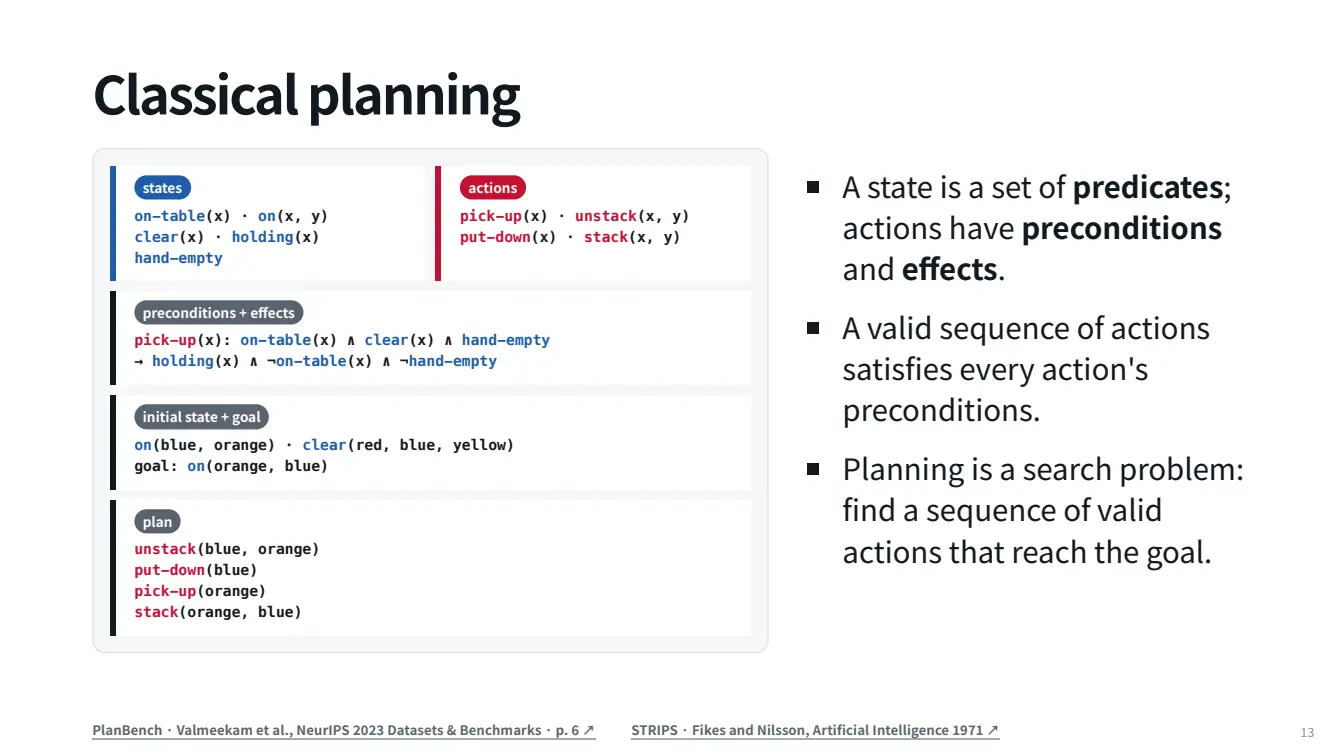 Classical planning
states
on-table(x) · on(x, y)
clear(x) · holding(x)
hand-empty
actions
pick-up(x) · unstack(x, y)
put-down(x) · stack(x, y)
preconditions + effects
pick-up(x): on-table(x) ∧ clear(x) ∧ hand-empty
→ holding(x) ∧ ¬on-table(x) ∧ ¬hand-empty
initial state + goal
on(blue, orange) · clear(red, blue, yellow)
goal: on(orange, blue)
plan
unstack(blue, orange)
put-down(blue)
pick-up(orange)
stack(orange, blue)
▪ A state is a set of predicates;
actions have preconditions
and effects.
▪ A valid sequence of actions
satisfies every action's
preconditions.
▪ Planning is a search problem:
find a sequence of valid
actions that reach the goal.
PlanBench · Valmeekam et al., NeurIPS 2023 Datasets & Benchmarks · p. 6 ↗
STRIPS · Fikes and Nilsson, Artificial Intelligence 1971 ↗
13